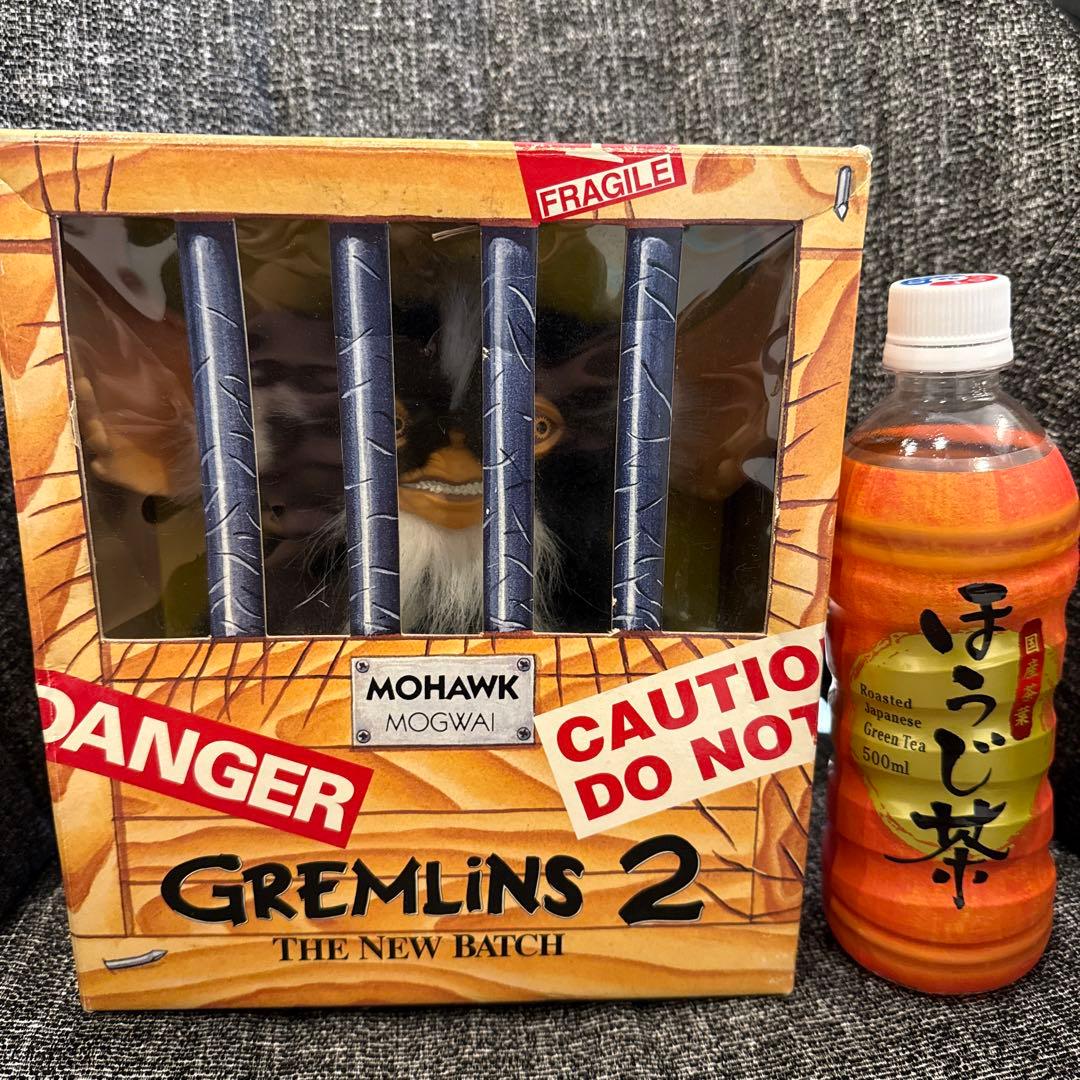 FRAGILE
MOHAWK
MOGWAI
DANGER
CAUTIO
DO NOT
GREMLiNS 2
THE NEW BATCH
ほうじ茶
国産茶葉
Roasted
Japanese
Green Tea
500ml